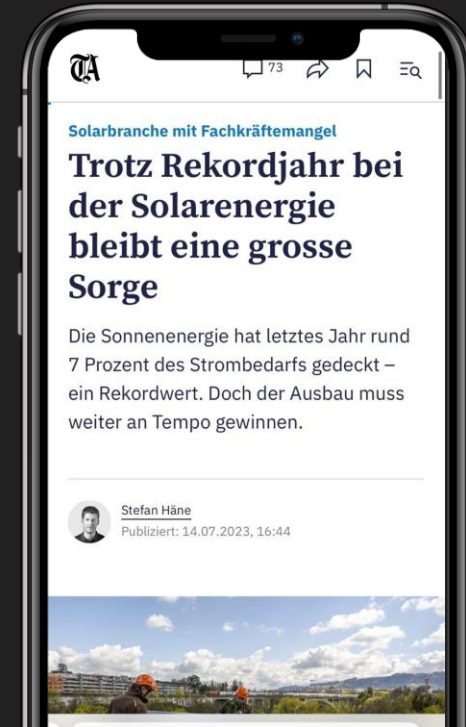 TA
73
Solarbranche mit Fachkräftemangel
Trotz Rekordjahr bei
der Solarenergie
bleibt eine grosse
Sorge
Die Sonnenenergie hat letztes Jahr rund
7 Prozent des Strombedarfs gedeckt –
ein Rekordwert. Doch der Ausbau muss
weiter an Tempo gewinnen.
Stefan Häne
Publiziert: 14.07.2023, 16:44